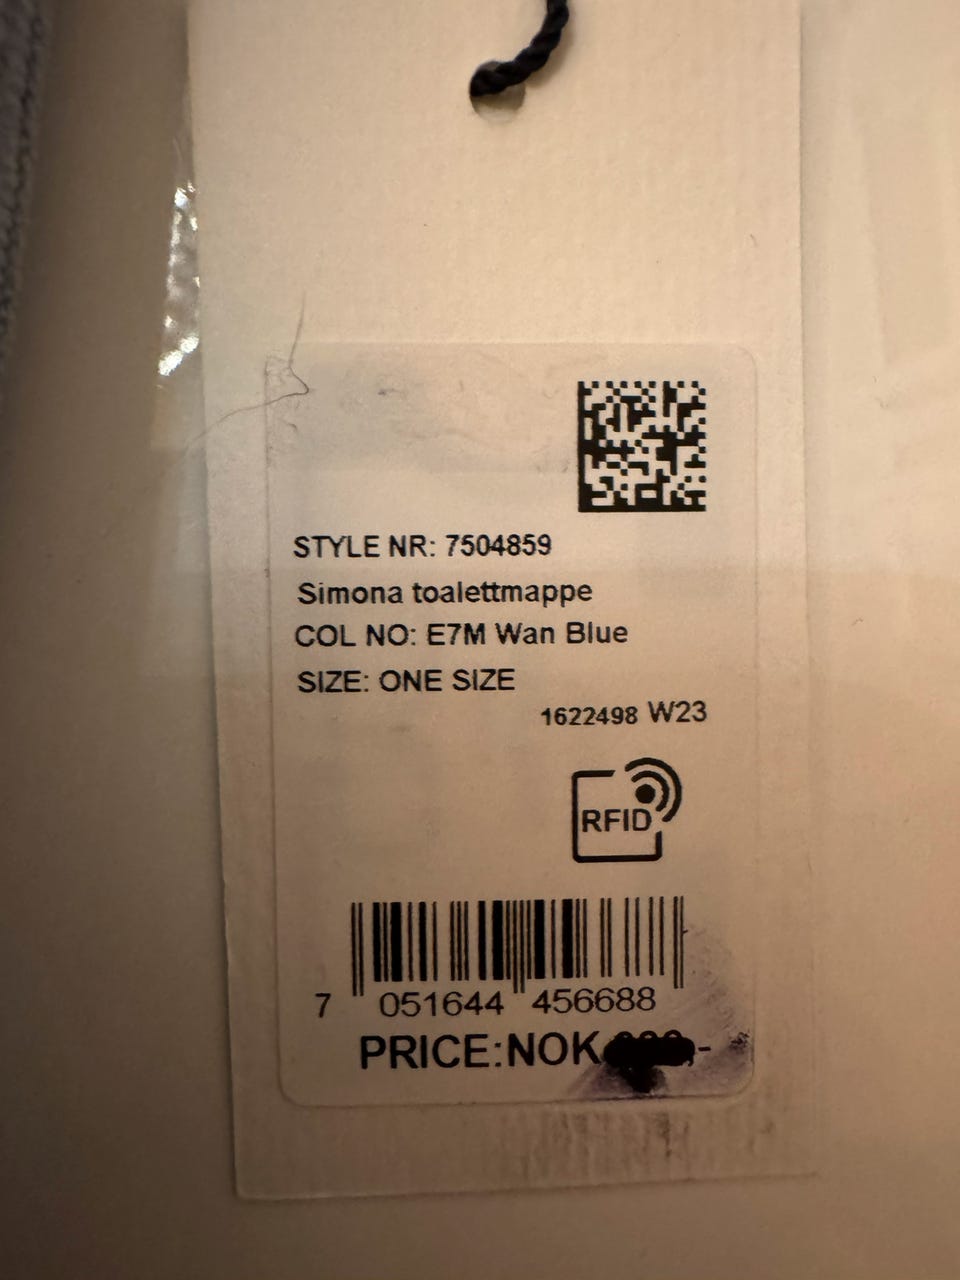 STYLE NR: 7504859
Simona toalettmappe
COL NO: E7M Wan Blue
SIZE: ONE SIZE
1622498 W23
RFID
7 051644 456688
PRICE:NOK ,-